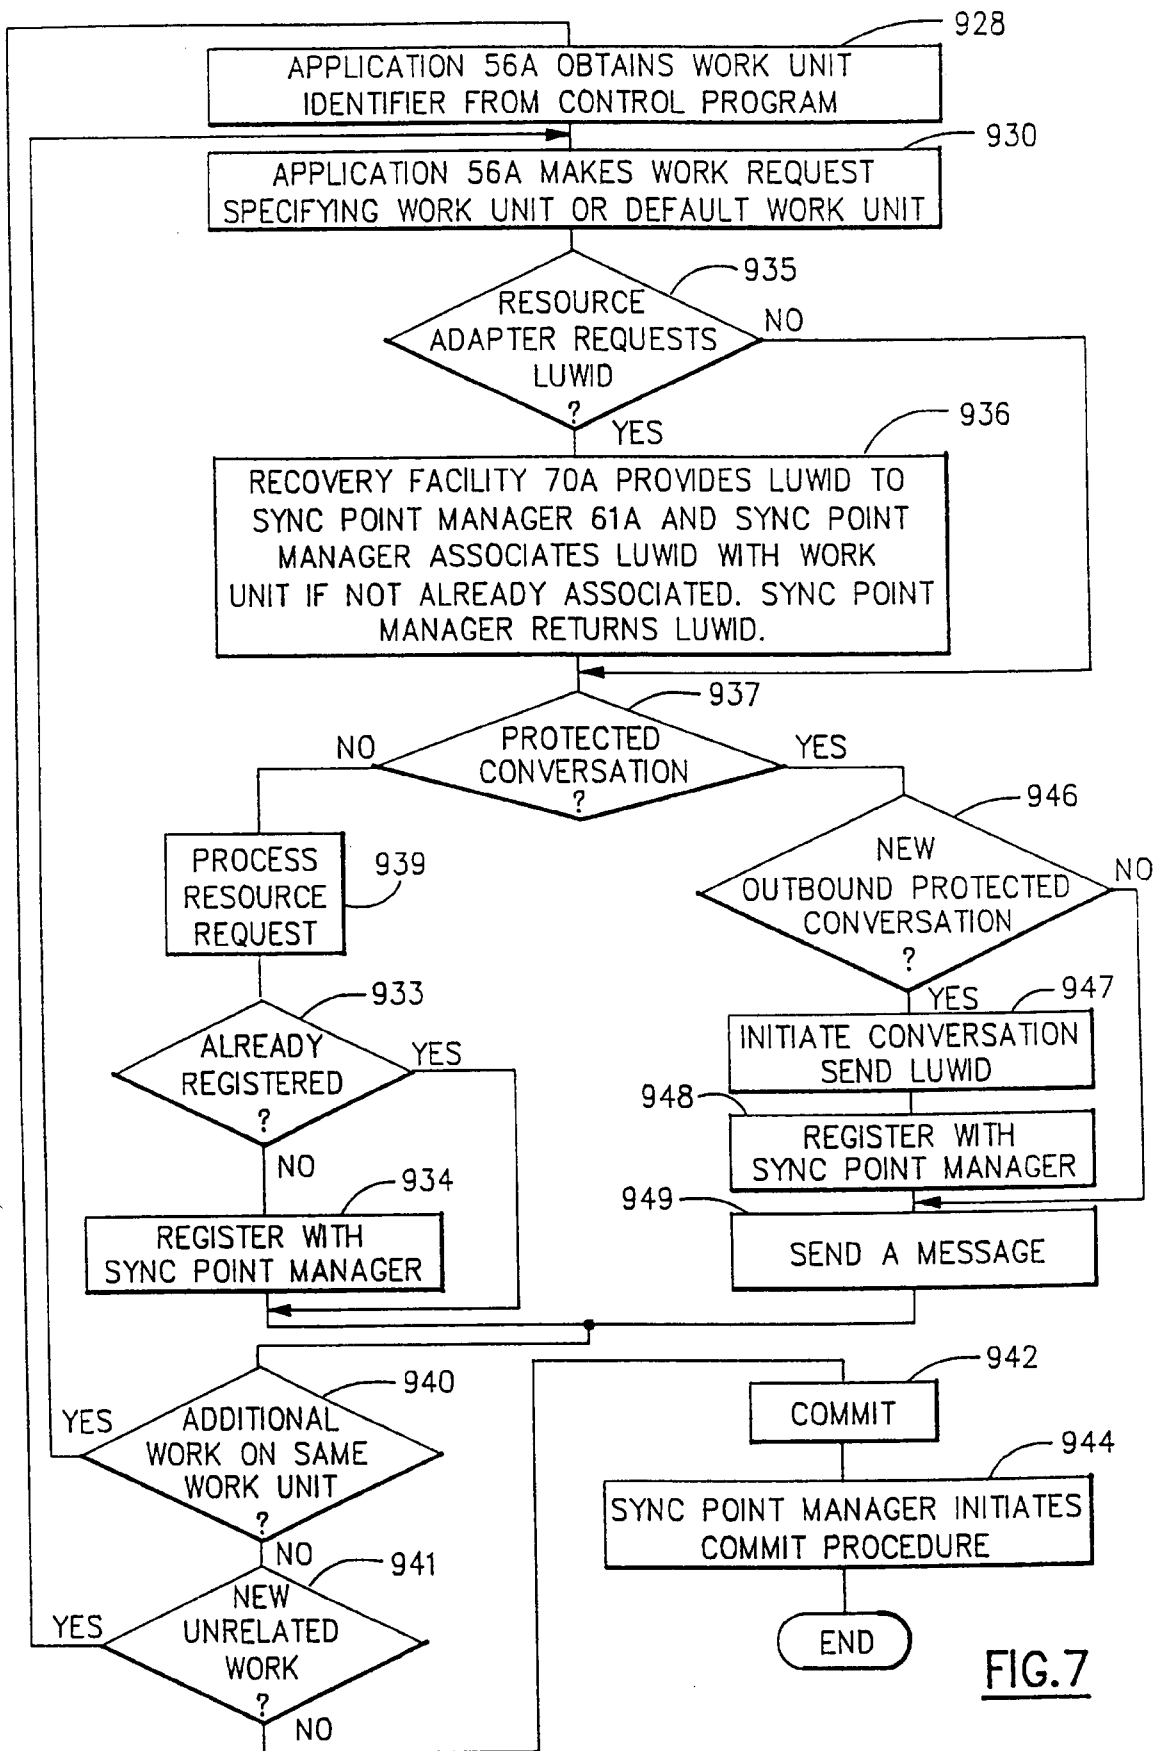 928
APPLICATION 56A OBTAINS WORK UNIT
IDENTIFIER FROM CONTROL PROGRAM
930
APPLICATION 56A MAKES WORK REQUEST
SPECIFYING WORK UNIT OR DEFAULT WORK UNIT
935
RESOURCE
ADAPTER REQUESTS
LUWID
?
NO
YES
936
RECOVERY FACILITY 70A PROVIDES LUWID TO
SYNC POINT MANAGER 61A AND SYNC POINT
MANAGER ASSOCIATES LUWID WITH WORK
UNIT IF NOT ALREADY ASSOCIATED. SYNC POINT
MANAGER RETURNS LUWID.
937
PROTECTED
CONVERSATION
?
NO
YES
PROCESS
RESOURCE
REQUEST
939
933
ALREADY
REGISTERED
?
YES
NO
934
REGISTER WITH
SYNC POINT MANAGER
946
NEW
OUTBOUND PROTECTED
CONVERSATION
?
NO
YES
947
INITIATE CONVERSATION
SEND LUWID
948
REGISTER WITH
SYNC POINT MANAGER
949
SEND A MESSAGE
940
ADDITIONAL
WORK ON SAME
WORK UNIT
?
YES
NO
941
NEW
UNRELATED
WORK
?
YES
NO
942
COMMIT
944
SYNC POINT MANAGER INITIATES
COMMIT PROCEDURE
END
FIG.7